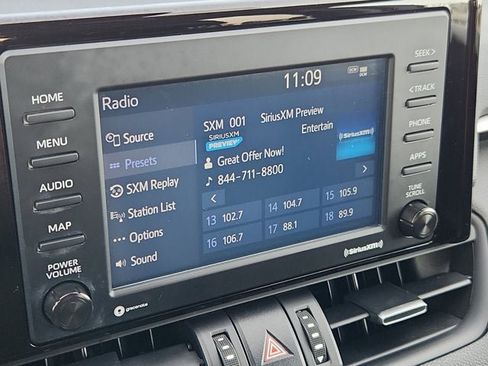 11:09
DCM
Radio
HOME
MENU
AUDIO
MAP
POWER
VOLUME
Source
Presets
SXM Replay
Station List
Options
Sound
SXM 001 SiriusXM Preview
SIRIUSXM
PREVIEW
Entertain
SiriusXM
Great Offer Now!
844-711-8800
<
>
13 102.7 14 104.7 15 105.9
16 106.7 17 88.1 18 89.9
SEEK>
<TRACK
PHONE
APPS
TUNE
SCROLL
gracenote
SiriusXM